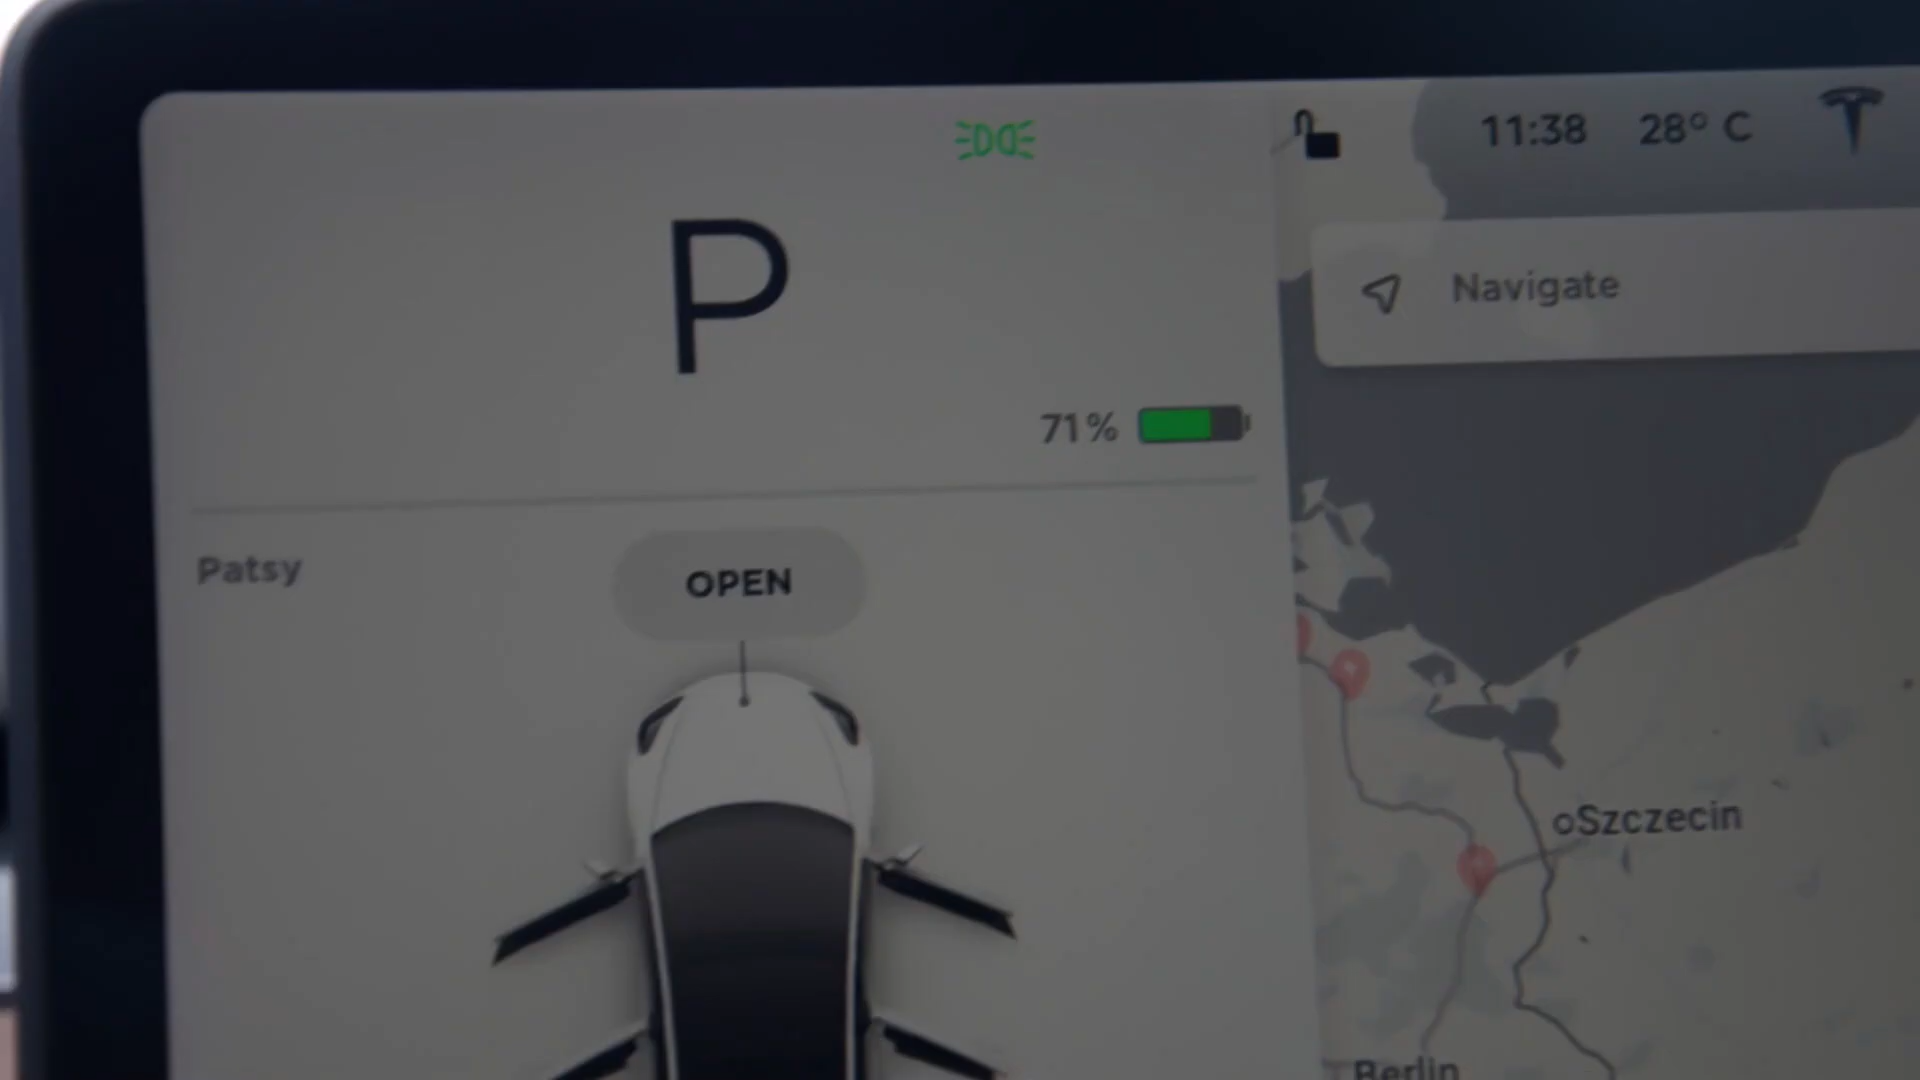 P
71%
Patsy
OPEN
11:38 28° C
Navigate
Szczecin
Berlin